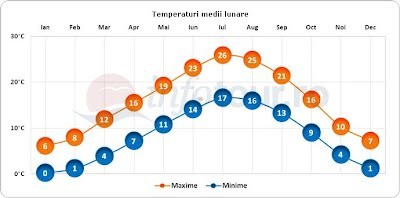 Temperaturi medii lunare
Ian Feb Mar Apr Mai Iun Iul Aug Sep Oct Noi Dec
30°C
20°C
10°C
0°C
6 8 12 16 19 23 26 25 21 16 10 7
0 1 4 7 11 14 17 16 13 9 4 1
infotour.ro
Maxime Minime